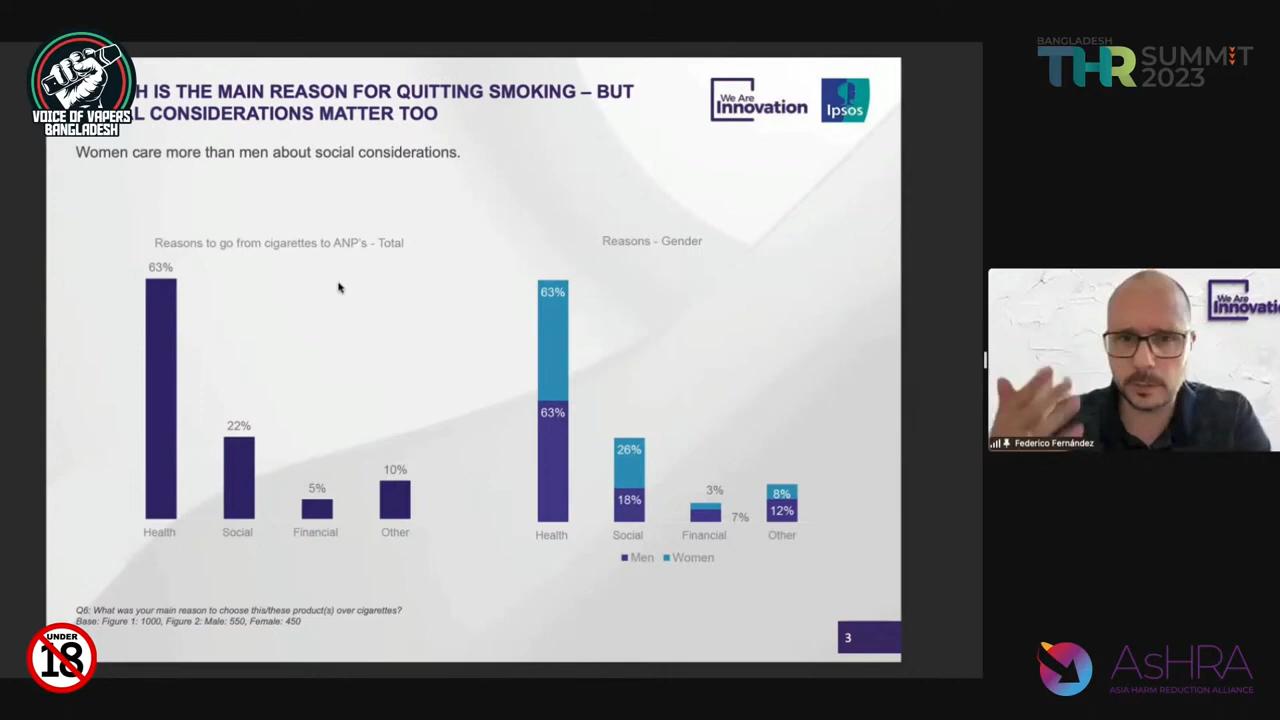 VOICE OF VAPERS
BANGLADESH
BANGLADESH
THR SUMMIT
2023
IS THE MAIN REASON FOR QUITTING SMOKING – BUT
CONSIDERATIONS MATTER TOO
We Are
Innovation
Ipsos
Women care more than men about social considerations.
Reasons to go from cigarettes to ANP's - Total
63%
22%
5%
10%
Health
Social
Financial
Other
Reasons - Gender
63%
63%
26%
18%
3%
7%
8%
12%
Health
Social
Financial
Other
Men
Women
Q6: What was your main reason to choose this/these product(s) over cigarettes?
Base: Figure 1: 1000, Figure 2: Male: 550, Female: 450
3
We Are
Federico Fernández
UNDER
18
AsHRA
ASIA HARM REDUCTION ALLIANCE